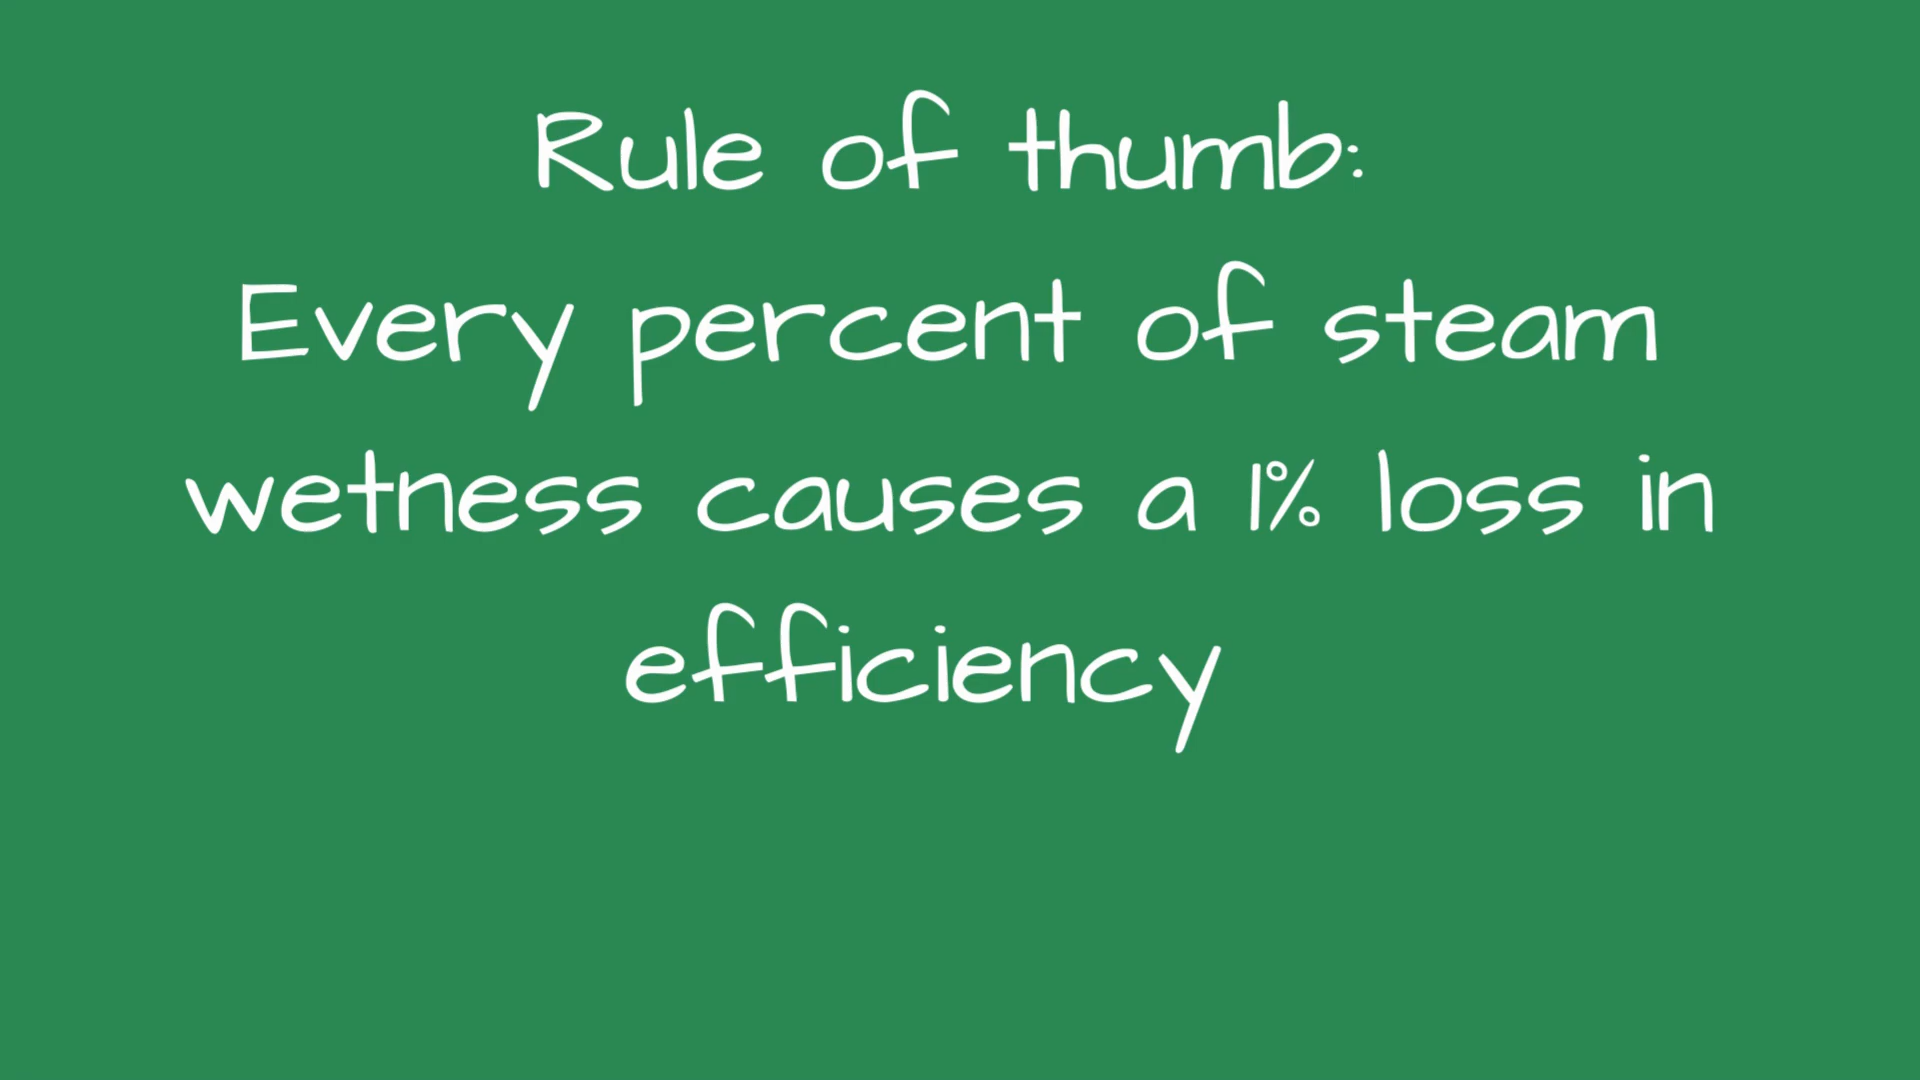 Rule of thumb:
Every percent of steam
wetness causes a 1% loss in
efficiency